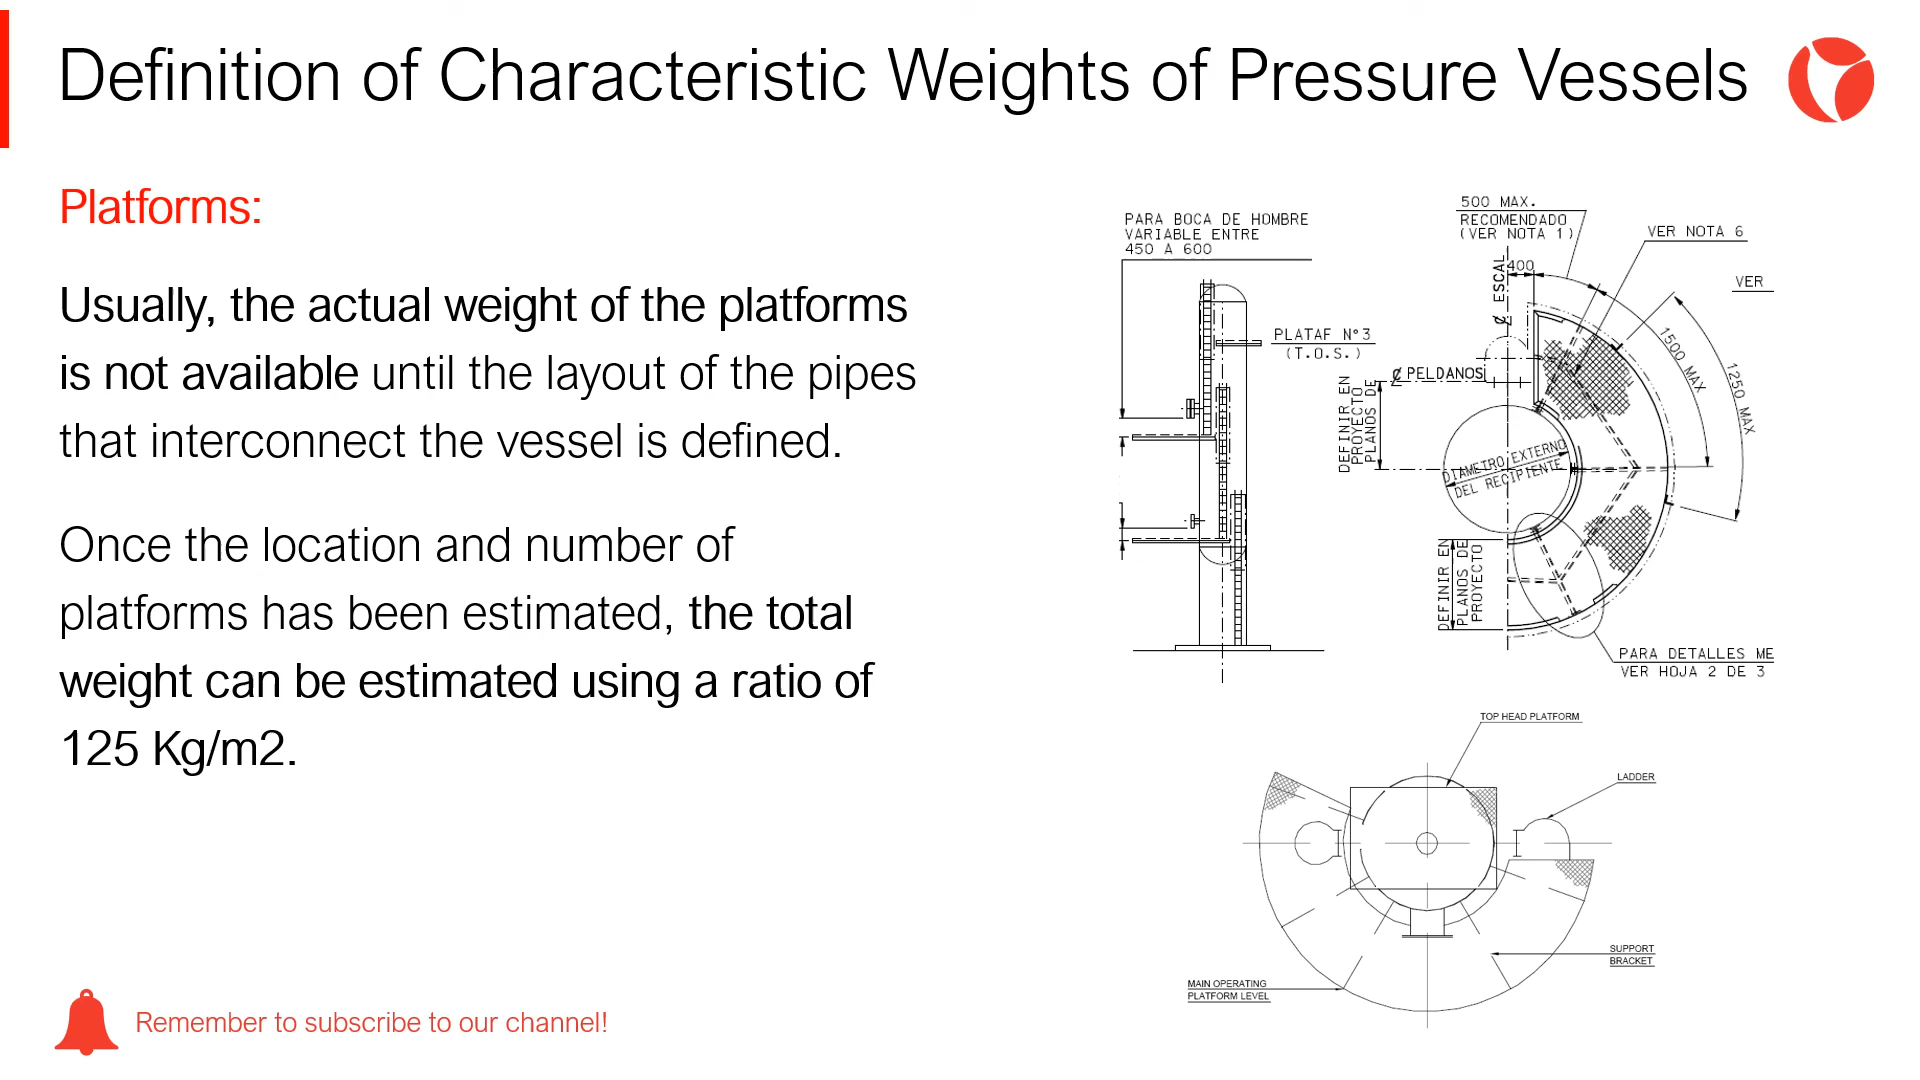 Definition of Characteristic Weights of Pressure Vessels
Platforms:
Usually, the actual weight of the platforms
is not available until the layout of the pipes
that interconnect the vessel is defined.
Once the location and number of
platforms has been estimated, the total
weight can be estimated using a ratio of
125 Kg/m2.
PARA BOCA DE HOMBRE
VARIABLE ENTRE
450 A 600
PLATAF N°3
(T.O.S.)
500 MAX.
RECOMENDADO
(VER NOTA 1)
VER NOTA 6
VER
400
₵ ESCAL
1500 MAX
1250 MAX
₵ PELDANOS
DEFINIR EN
PROYECTO
PLANOS DE
DIAMETRO EXTERNO
DEL RECIPIENTE
DEFINIR EN
PLANOS DE
PROYECTO
PARA DETALLES ME
VER HOJA 2 DE 3
TOP HEAD PLATFORM
LADDER
SUPPORT
BRACKET
MAIN OPERATING
PLATFORM LEVEL
Remember to subscribe to our channel!